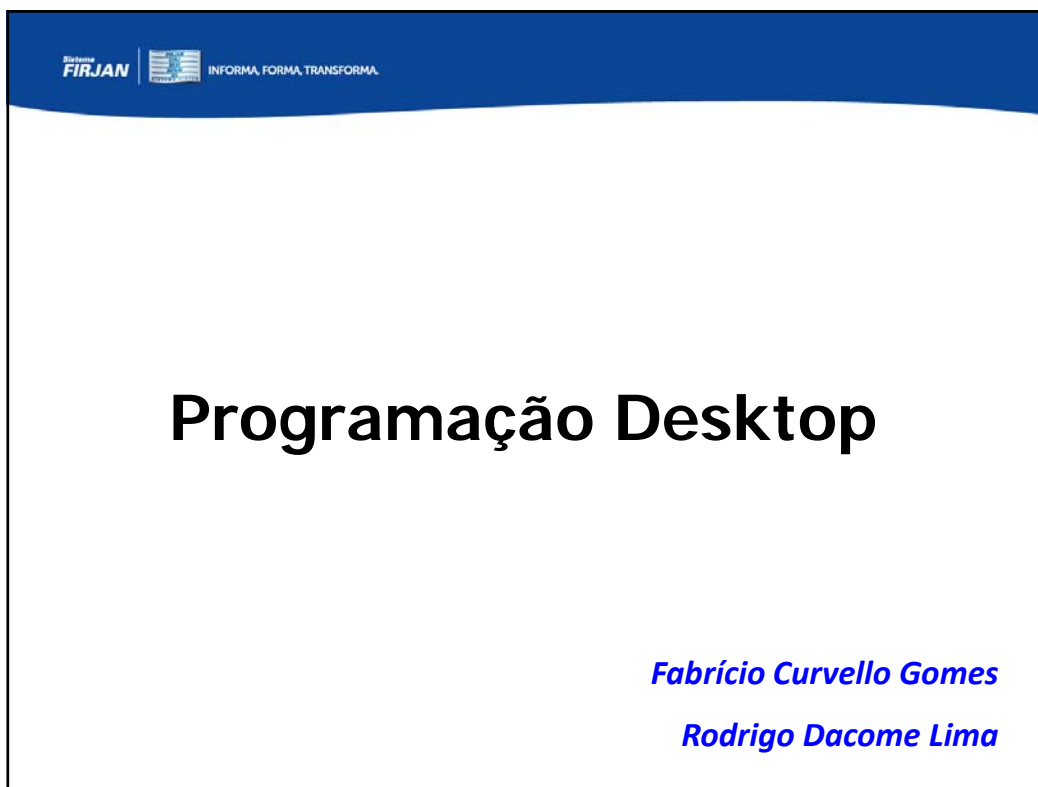 Sistema
FIRJAN
INFORMA, FORMA, TRANSFORMA.
Programação Desktop
Fabrício Curvello Gomes
Rodrigo Dacome Lima